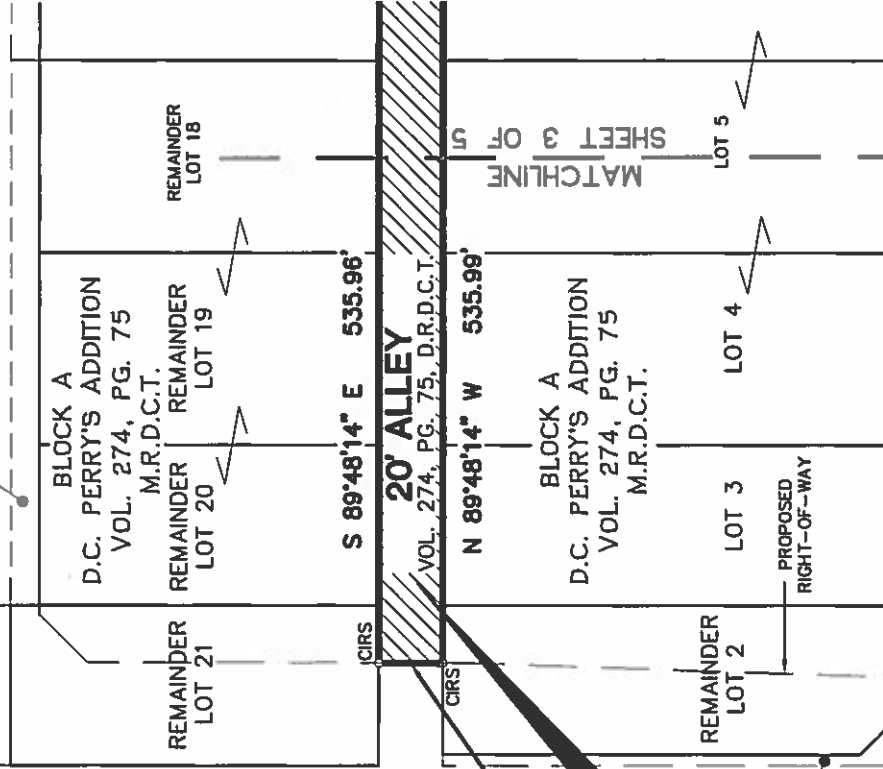 REMAINDER
LOT 18
MATCHLINE
SHEET 3 OF 5
LOT 5
BLOCK A
D.C. PERRY'S ADDITION
VOL. 274, PG. 75
M.R.D.C.T.
REMAINDER
LOT 19
REMAINDER
LOT 20
REMAINDER
LOT 21
S 89°48'14" E 535.96'
20' ALLEY
VOL. 274, PG. 75, D.R.D.C.T.
N 89°48'14" W 535.99'
CIRS
CIRS
BLOCK A
D.C. PERRY'S ADDITION
VOL. 274, PG. 75
M.R.D.C.T.
LOT 4
LOT 3
REMAINDER
LOT 2
PROPOSED
RIGHT-OF-WAY